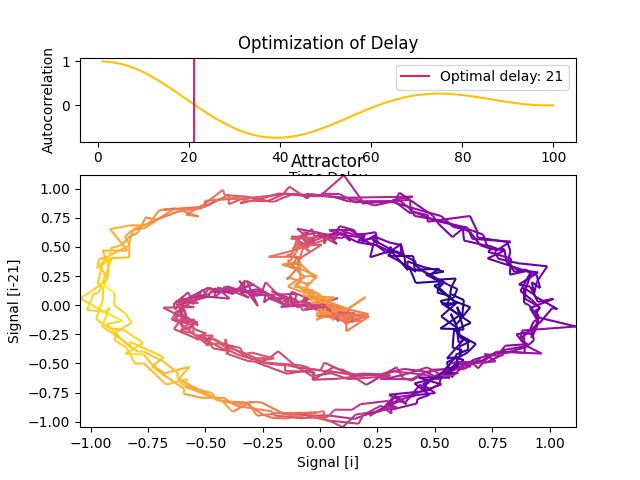 Optimization of Delay
Autocorrelation
1
0
Optimal delay: 21
0 20 40 60 80 100
Attractor
Signal [i-21]
1.00
0.75
0.50
0.25
0.00
−0.25
−0.50
−0.75
−1.00
−1.00 −0.75 −0.50 −0.25 0.00 0.25 0.50 0.75 1.00
Signal [i]